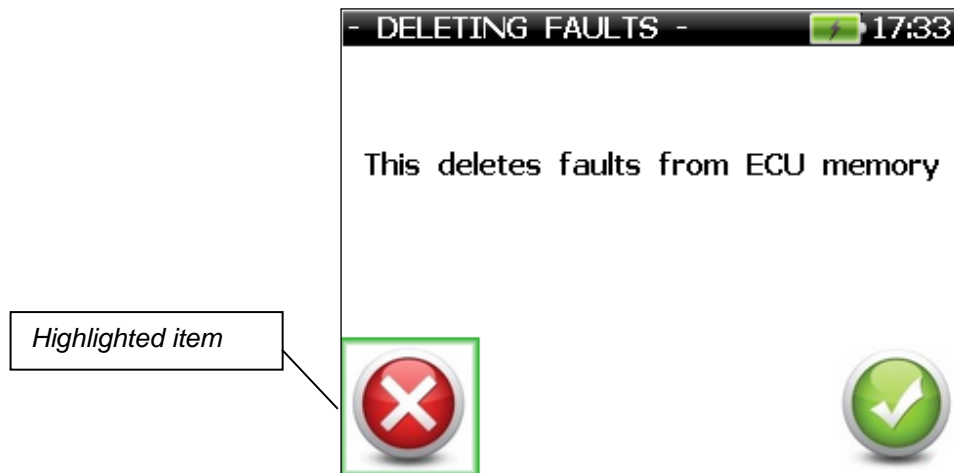 - DELETING FAULTS - 17:33
This deletes faults from ECU memory
Highlighted item